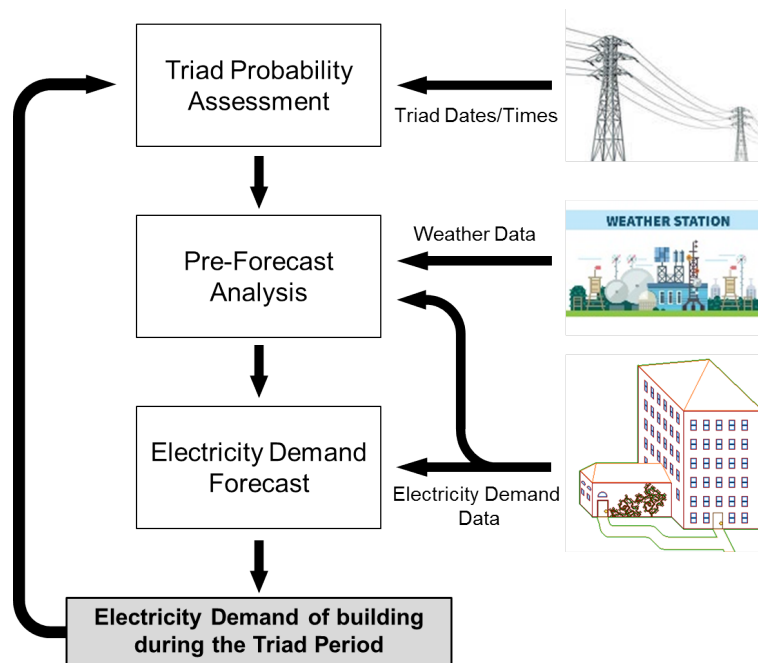 Triad Probability
Assessment
Triad Dates/Times
WEATHER STATION
Weather Data
Pre-Forecast
Analysis
Electricity Demand
Forecast
Electricity Demand
Data
Electricity Demand of building
during the Triad Period